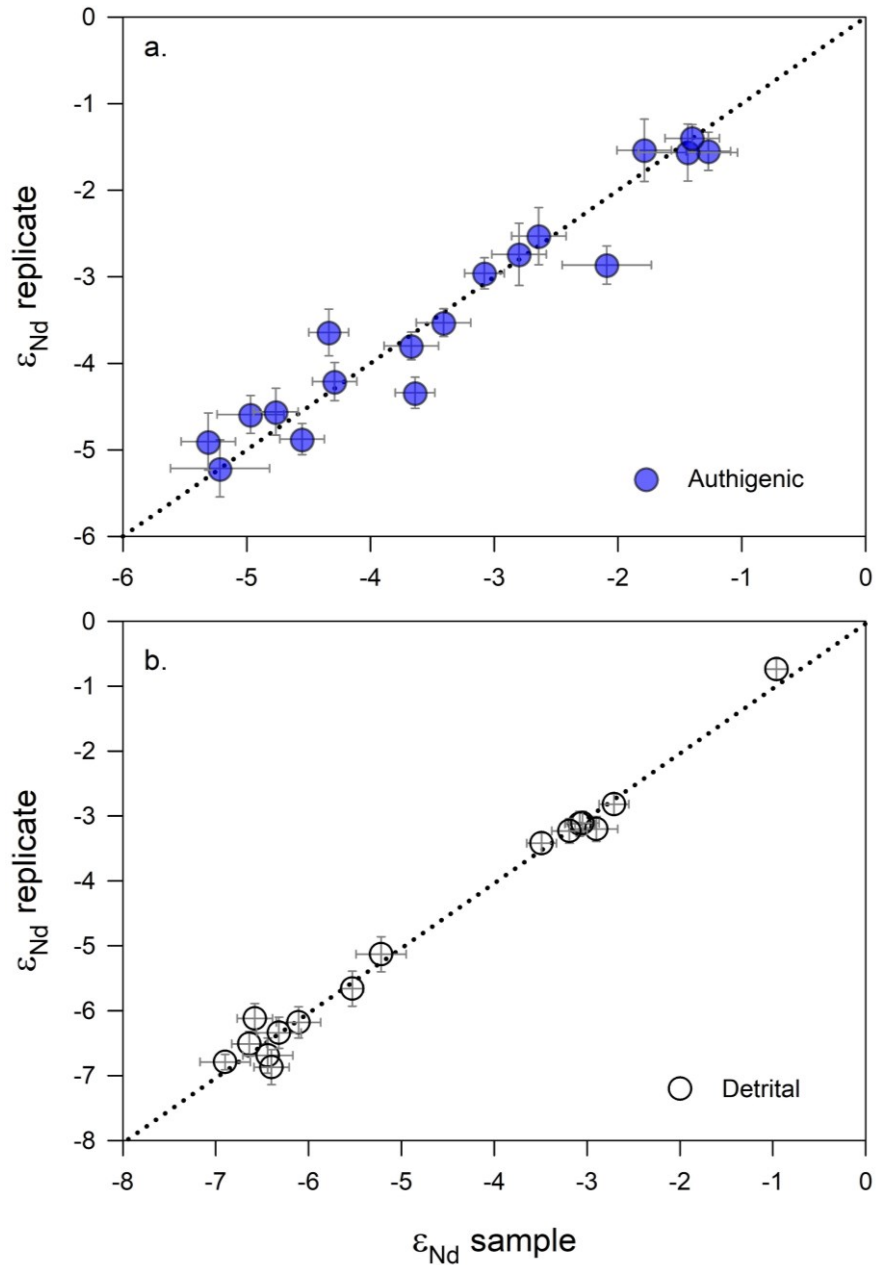 a.
0
-1
-2
-3
-4
-5
-6
εNd replicate
Authigenic
-6 -5 -4 -3 -2 -1 0
b.
0
-1
-2
-3
-4
-5
-6
-7
-8
εNd replicate
Detrital
-8 -7 -6 -5 -4 -3 -2 -1 0
εNd sample